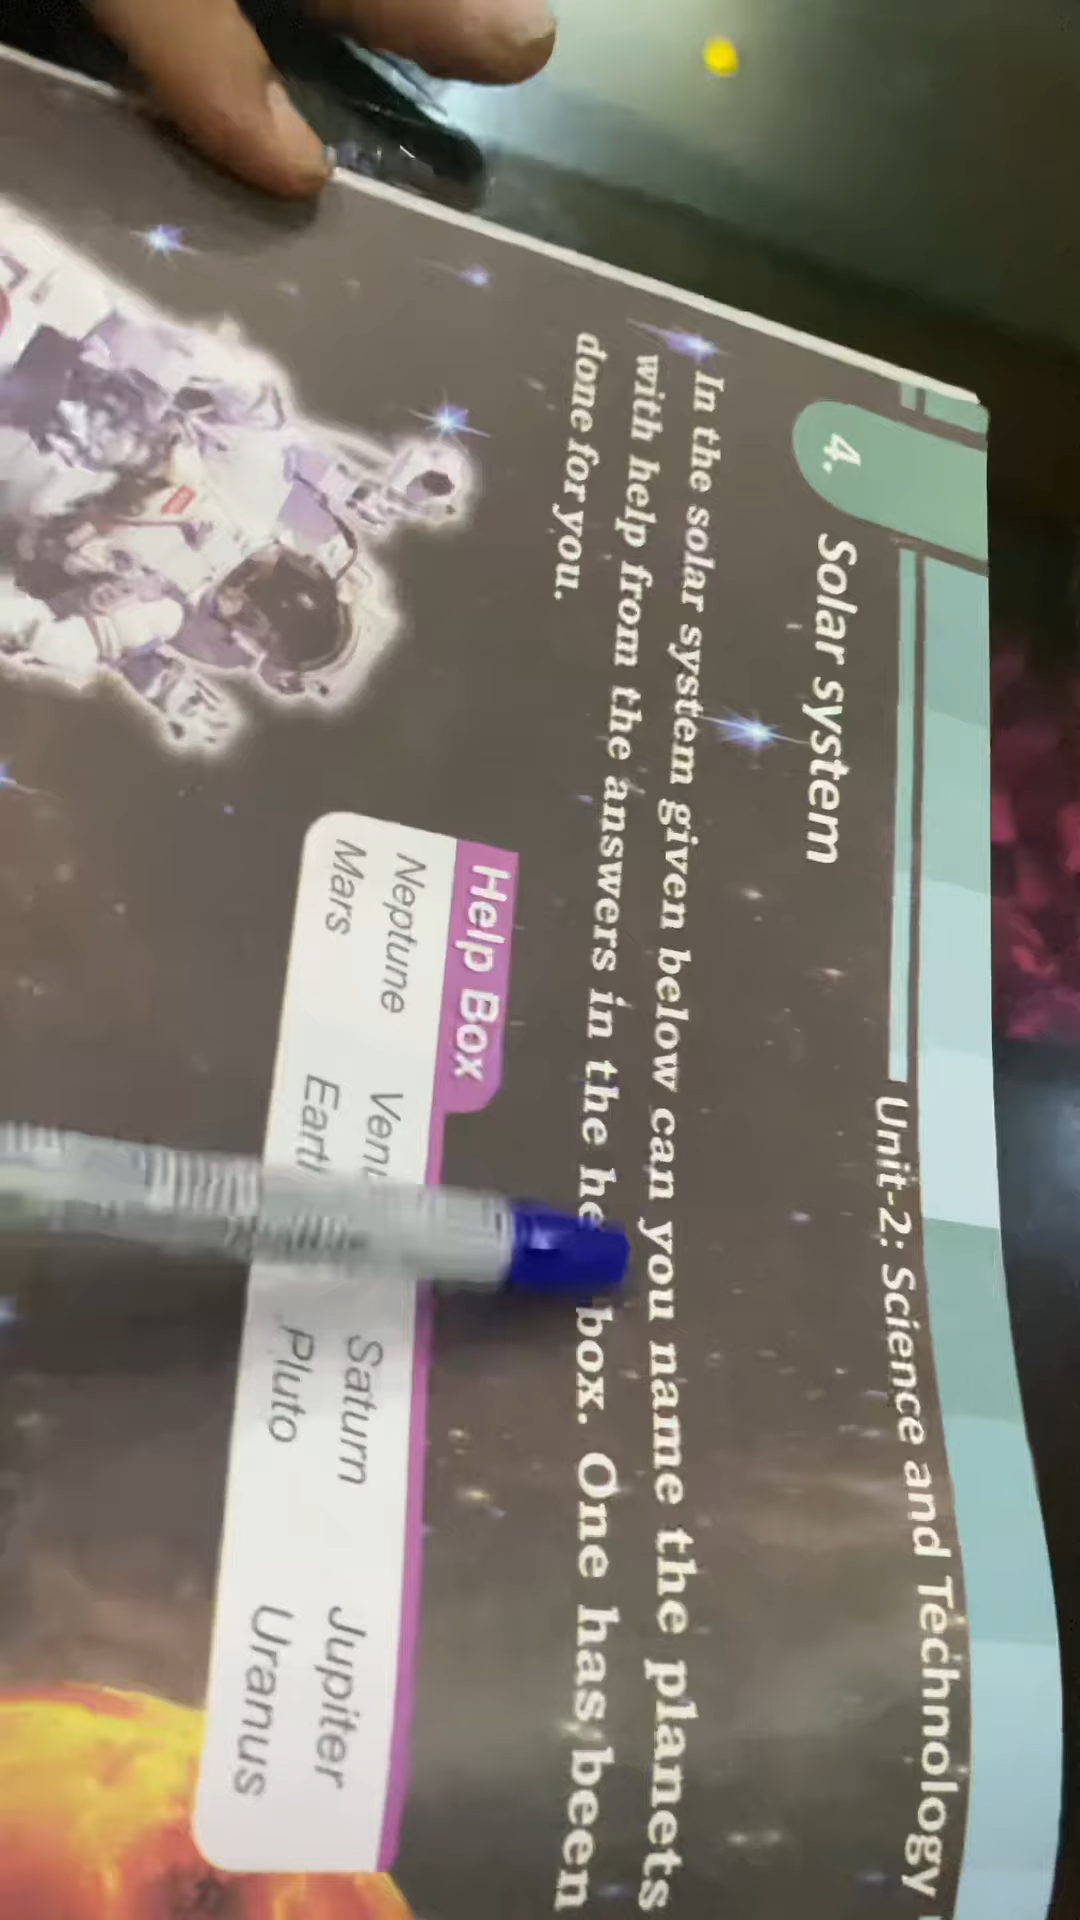 Unit-2: Science and Technology
4. Solar system
In the solar system given below can you name the planets
with help from the answers in the box. One has been
done for you.
Help Box
Neptune Saturn Jupiter
Mars Pluto Uranus